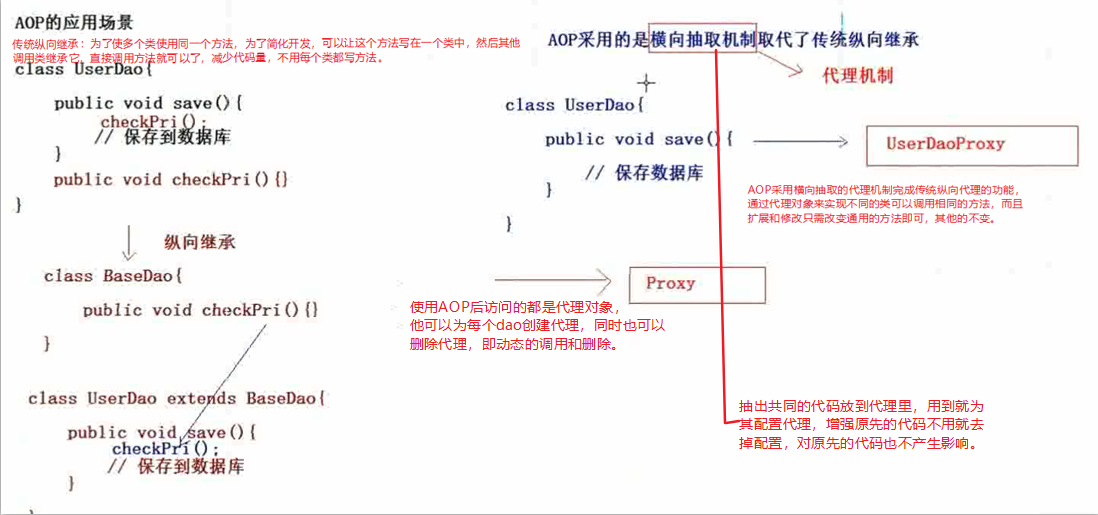 AOP的应用场景
传统纵向继承：为了使多个类使用同一个方法，为了简化开发，可以让这个方法写在一个类中，然后其他
调用类继承它，直接调用方法就可以了，减少代码量，不用每个类都写方法。
class UserDao{
public void save(){
checkPri();
// 保存到数据库
}
public void checkPri(){}
}
纵向继承
class BaseDao{
public void checkPri(){}
}
class UserDao extends BaseDao{
public void save(){
checkPri();
// 保存到数据库
}
AOP采用的是横向抽取机制取代了传统纵向继承
代理机制
class UserDao{
public void save(){
// 保存数据库
}
}
UserDaoProxy
AOP采用横向抽取的代理机制完成传统纵向代理的功能，
通过代理对象来实现不同的类可以调用相同的方法，而且
扩展和修改只需改变通用的方法即可，其他的不变。
Proxy
使用AOP后访问的都是代理对象，
他可以为每个dao创建代理，同时也可以
删除代理，即动态的调用和删除。
抽出共同的代码放到代理里，用到就为
其配置代理，增强原先的代码不用就去
掉配置，对原先的代码也不产生影响。